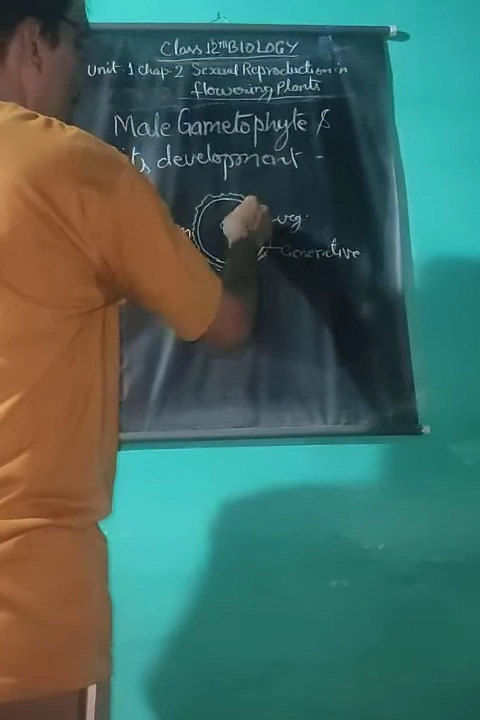 Class 12TH BIOLOGY
Unit-1 chap-2 Sexual Reproduction in
flowering Plants
Male Gametophyte &
its development -
veg.
Generative